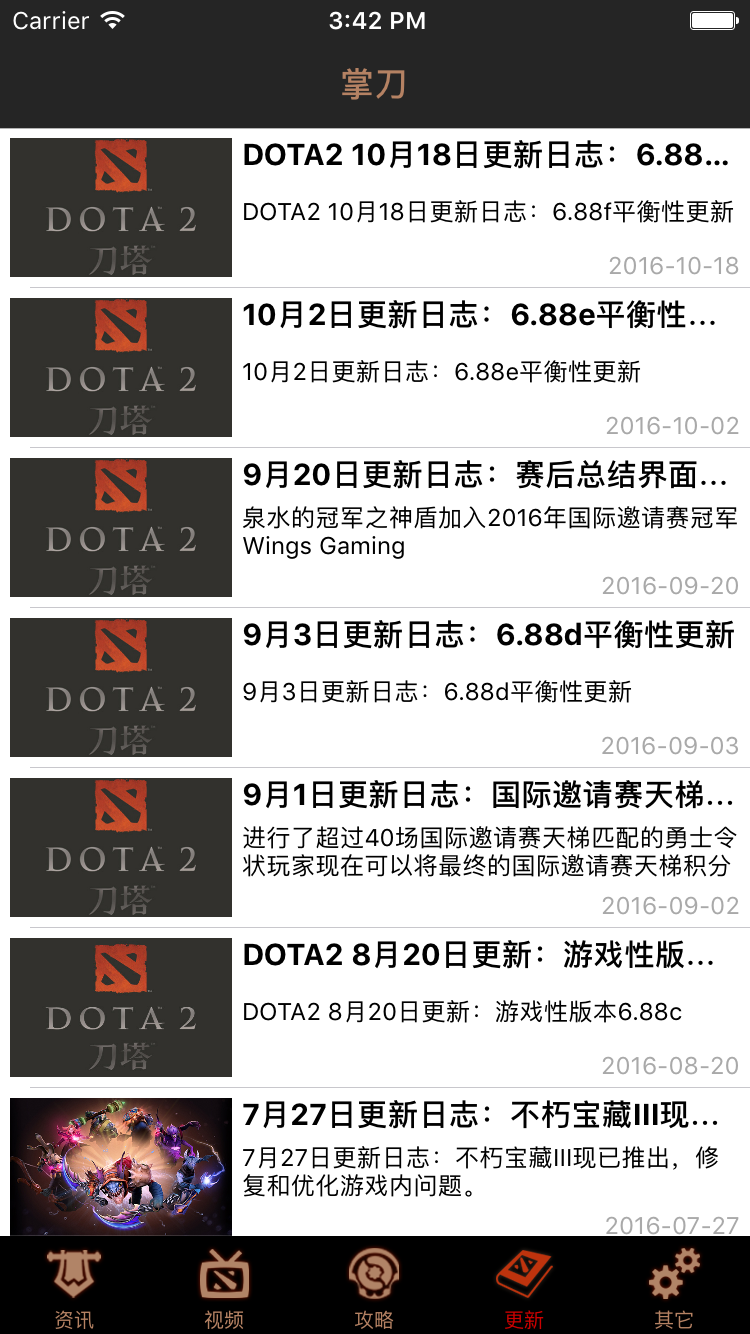 Carrier
3:42 PM
掌刀
DOTA 2
刀塔
DOTA2 10月18日更新日志：6.88...
DOTA2 10月18日更新日志：6.88f平衡性更新
2016-10-18
DOTA 2
刀塔
10月2日更新日志：6.88e平衡性...
10月2日更新日志：6.88e平衡性更新
2016-10-02
DOTA 2
刀塔
9月20日更新日志：赛后总结界面...
泉水的冠军之神盾加入2016年国际邀请赛冠军
Wings Gaming
2016-09-20
DOTA 2
刀塔
9月3日更新日志：6.88d平衡性更新
9月3日更新日志：6.88d平衡性更新
2016-09-03
DOTA 2
刀塔
9月1日更新日志：国际邀请赛天梯...
进行了超过40场国际邀请赛天梯匹配的勇士令
状玩家现在可以将最终的国际邀请赛天梯积分
2016-09-02
DOTA 2
刀塔
DOTA2 8月20日更新：游戏性版...
DOTA2 8月20日更新：游戏性版本6.88c
2016-08-20
7月27日更新日志：不朽宝藏III现...
7月27日更新日志：不朽宝藏III现已推出，修
复和优化游戏内问题。
2016-07-27
资讯
视频
攻略
更新
其它